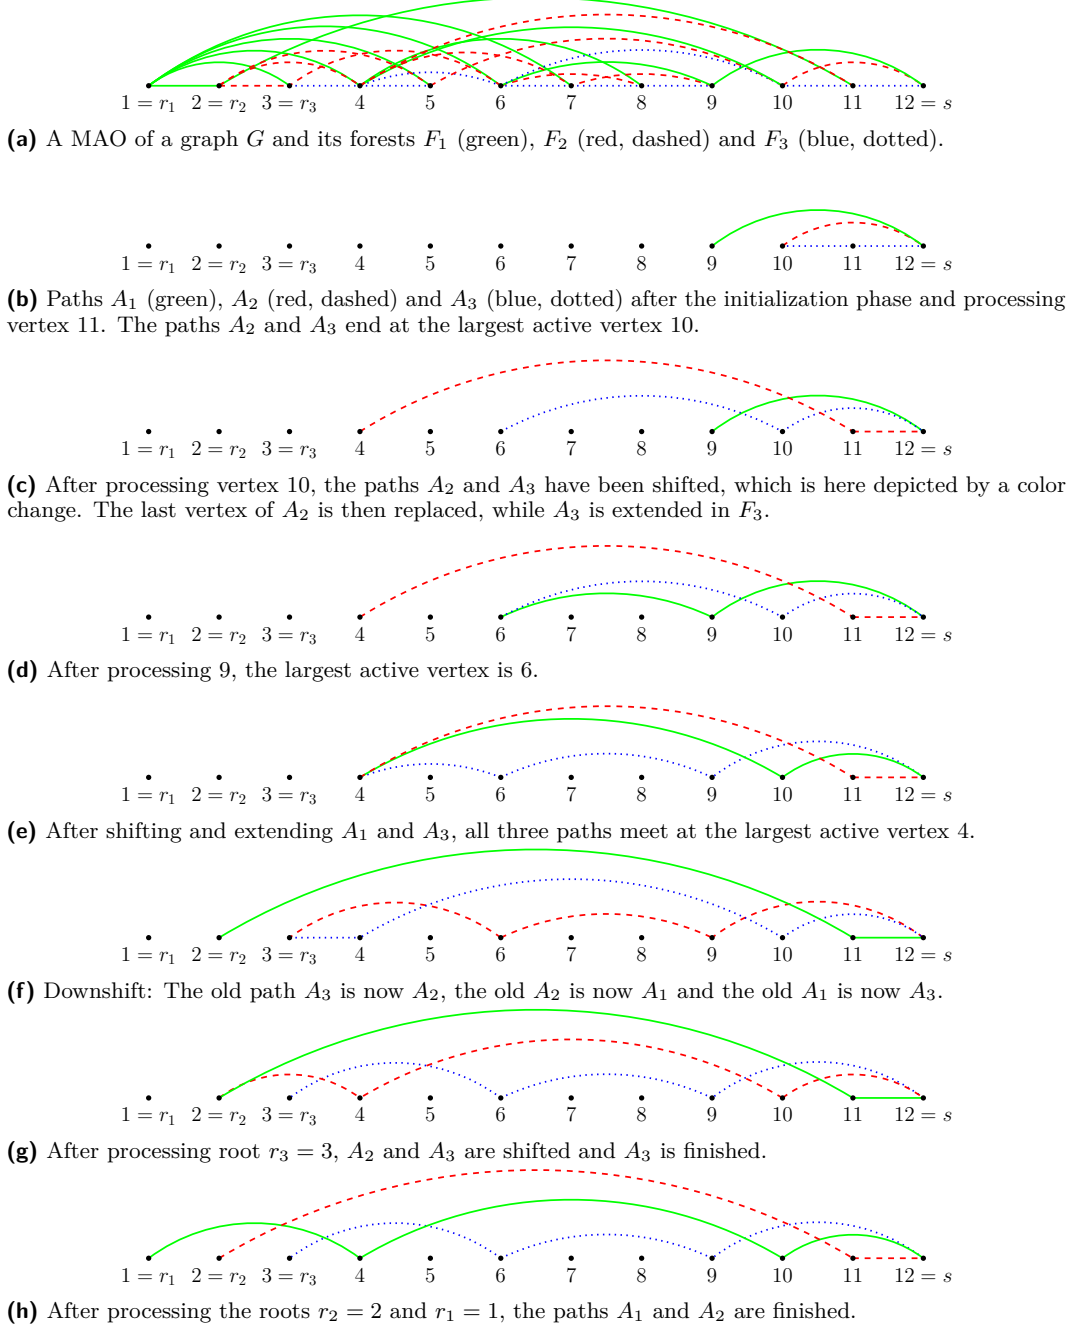 1 = r₁ 2 = r₂ 3 = r₃ 4 5 6 7 8 9 10 11 12 = s
(a) A MAO of a graph G and its forests F₁ (green), F₂ (red, dashed) and F₃ (blue, dotted).
1 = r₁ 2 = r₂ 3 = r₃ 4 5 6 7 8 9 10 11 12 = s
(b) Paths A₁ (green), A₂ (red, dashed) and A₃ (blue, dotted) after the initialization phase and processing
vertex 11. The paths A₂ and A₃ end at the largest active vertex 10.
1 = r₁ 2 = r₂ 3 = r₃ 4 5 6 7 8 9 10 11 12 = s
(c) After processing vertex 10, the paths A₂ and A₃ have been shifted, which is here depicted by a color
change. The last vertex of A₂ is then replaced, while A₃ is extended in F₃.
1 = r₁ 2 = r₂ 3 = r₃ 4 5 6 7 8 9 10 11 12 = s
(d) After processing 9, the largest active vertex is 6.
1 = r₁ 2 = r₂ 3 = r₃ 4 5 6 7 8 9 10 11 12 = s
(e) After shifting and extending A₁ and A₃, all three paths meet at the largest active vertex 4.
1 = r₁ 2 = r₂ 3 = r₃ 4 5 6 7 8 9 10 11 12 = s
(f) Downshift: The old path A₃ is now A₂, the old A₂ is now A₁ and the old A₁ is now A₃.
1 = r₁ 2 = r₂ 3 = r₃ 4 5 6 7 8 9 10 11 12 = s
(g) After processing root r₃ = 3, A₂ and A₃ are shifted and A₃ is finished.
1 = r₁ 2 = r₂ 3 = r₃ 4 5 6 7 8 9 10 11 12 = s
(h) After processing the roots r₂ = 2 and r₁ = 1, the paths A₁ and A₂ are finished.